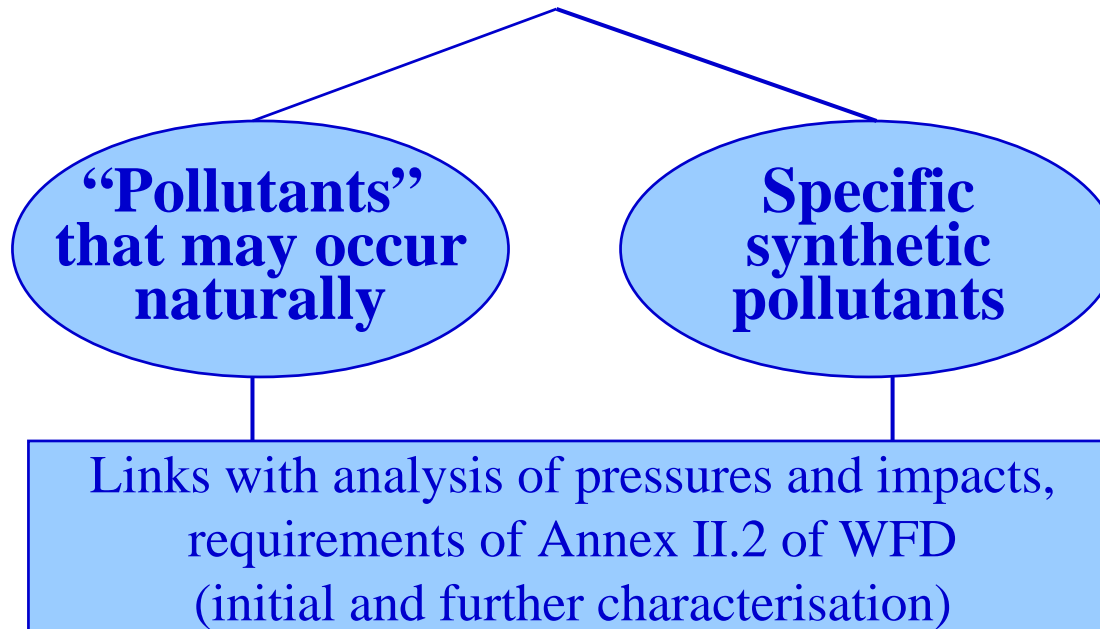 “Pollutants”
that may occur
naturally
Specific
synthetic
pollutants
Links with analysis of pressures and impacts,
requirements of Annex II.2 of WFD
(initial and further characterisation)